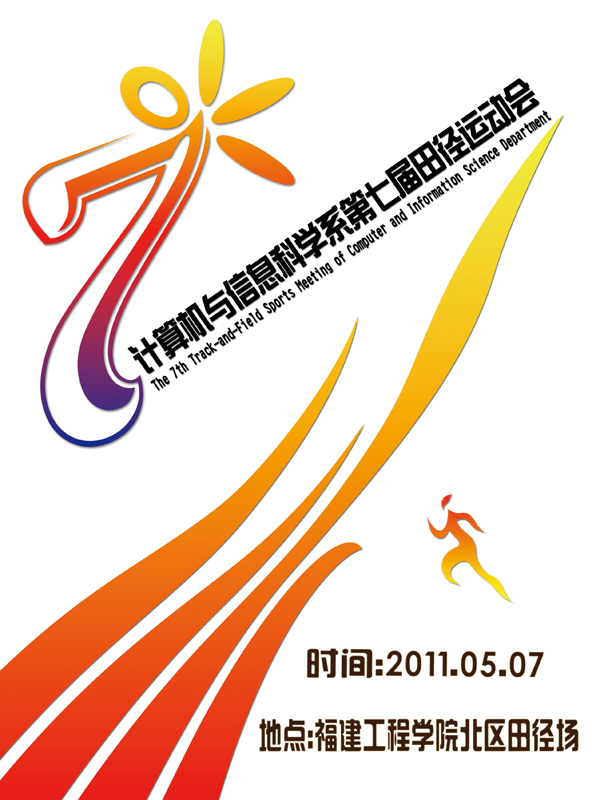 计算机与信息科学系第七届田径运动会
The 7th Track-and-Field Sports Meeting of Computer and Information Science Department
时间:2011.05.07
地点:福建工程学院北区田径场